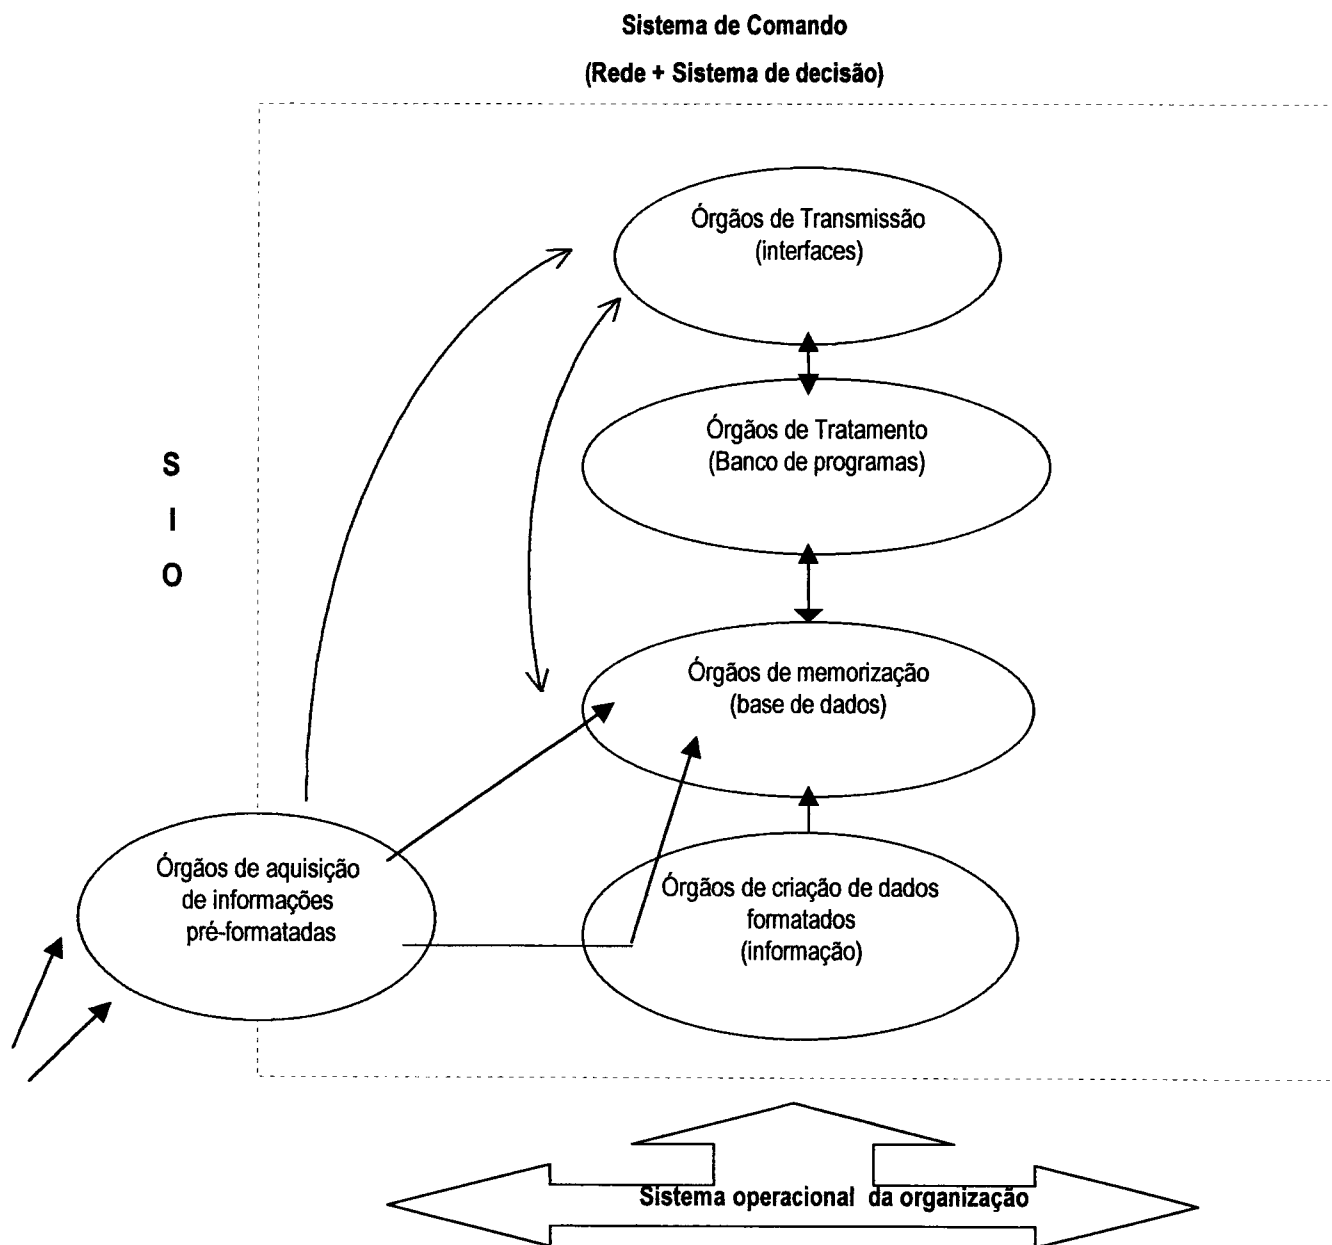 Sistema de Comando
(Rede + Sistema de decisão)
Órgãos de Transmissão
(interfaces)
Órgãos de Tratamento
(Banco de programas)
S
I
O
Órgãos de memorização
(base de dados)
Órgãos de aquisição
de informações
pré-formatadas
Órgãos de criação de dados
formatados
(informação)
Sistema operacional da organização